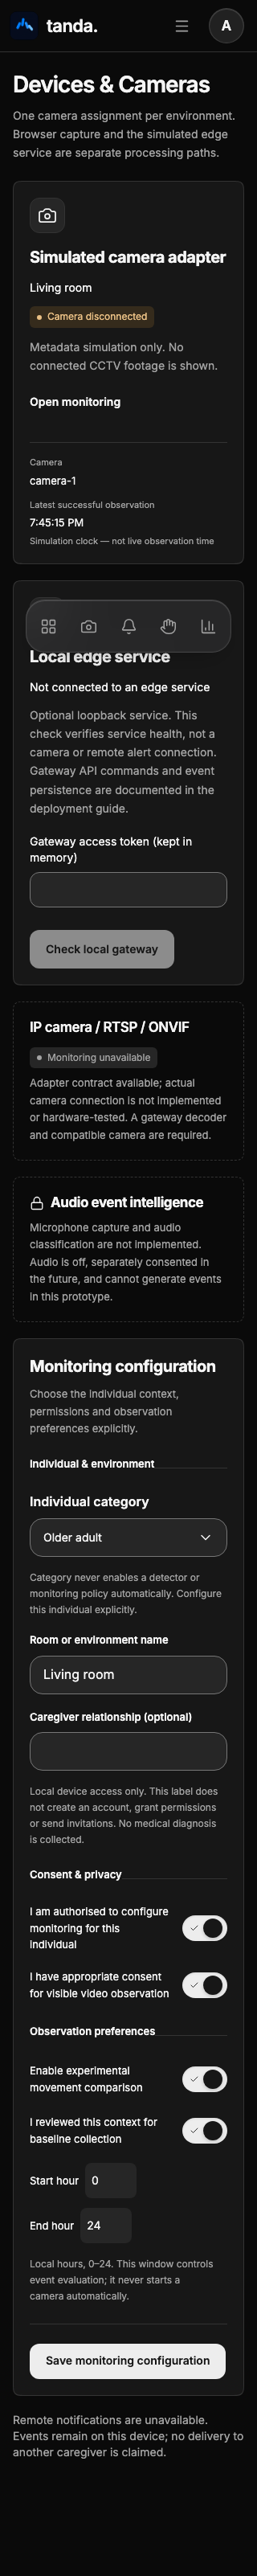 tanda.
A
Devices & Cameras
One camera assignment per environment.
Browser capture and the simulated edge
service are separate processing paths.
Simulated camera adapter
Living room
Camera disconnected
Metadata simulation only. No
connected CCTV footage is shown.
Open monitoring
Camera
camera-1
Latest successful observation
7:45:15 PM
Simulation clock — not live observation time
Local edge service
Not connected to an edge service
Optional loopback service. This
check verifies service health, not a
camera or remote alert connection.
Gateway API commands and event
persistence are documented in the
deployment guide.
Gateway access token (kept in
memory)
Check local gateway
IP camera / RTSP / ONVIF
Monitoring unavailable
Adapter contract available; actual
camera connection is not implemented
or hardware-tested. A gateway decoder
and compatible camera are required.
Audio event intelligence
Microphone capture and audio
classification are not implemented.
Audio is off, separately consented in
the future, and cannot generate events
in this prototype.
Monitoring configuration
Choose the individual context,
permissions and observation
preferences explicitly.
Individual & environment
Individual category
Older adult
Category never enables a detector or
monitoring policy automatically. Configure
this individual explicitly.
Room or environment name
Living room
Caregiver relationship (optional)
Local device access only. This label does
not create an account, grant permissions
or send invitations. No medical diagnosis
is collected.
Consent & privacy
I am authorised to configure
monitoring for this
individual
I have appropriate consent
for visible video observation
Observation preferences
Enable experimental
movement comparison
I reviewed this context for
baseline collection
Start hour 0
End hour 24
Local hours, 0–24. This window controls
event evaluation; it never starts a
camera automatically.
Save monitoring configuration
Remote notifications are unavailable.
Events remain on this device; no delivery to
another caregiver is claimed.